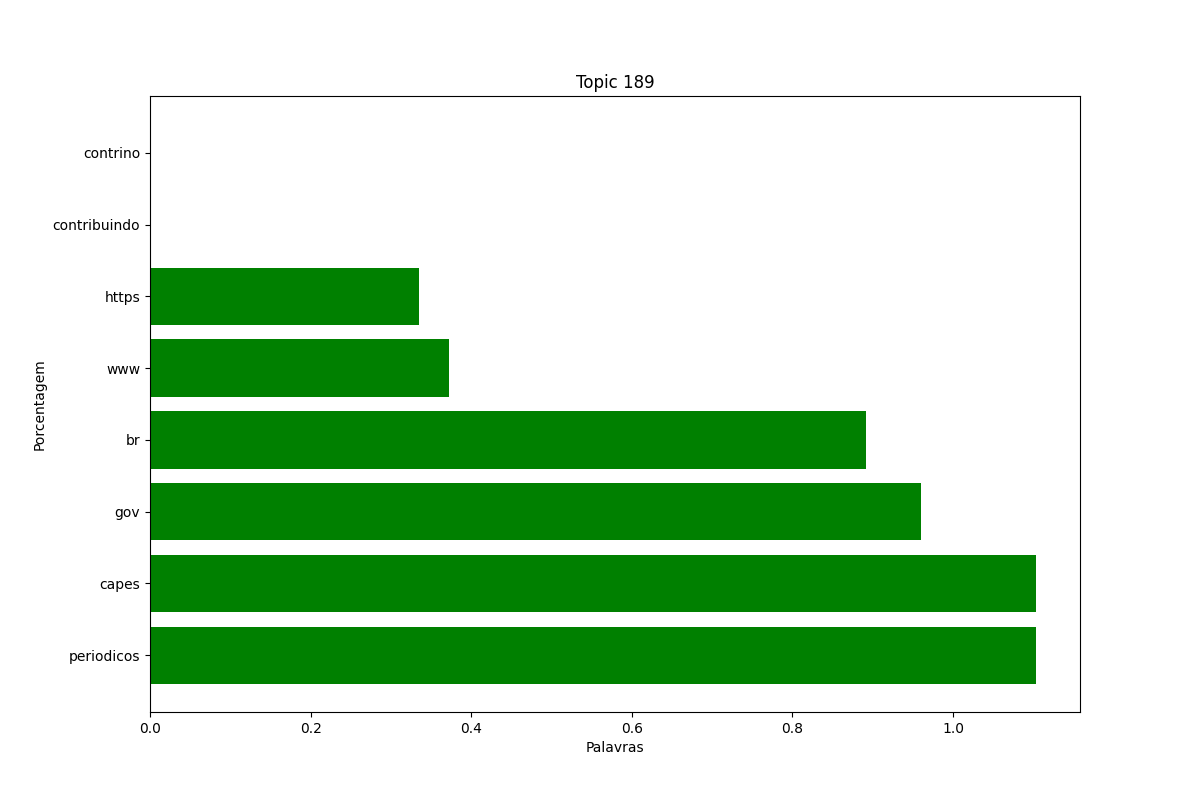 Topic 189
contrino
contribuindo
https
www
br
gov
capes
periodicos
Porcentagem
0.0 0.2 0.4 0.6 0.8 1.0
Palavras